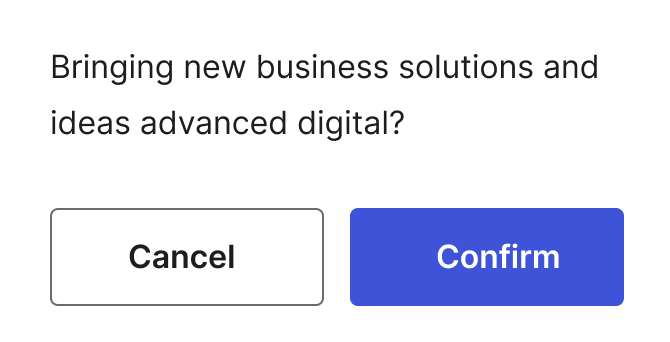 Bringing new business solutions and
ideas advanced digital?
Cancel
Confirm